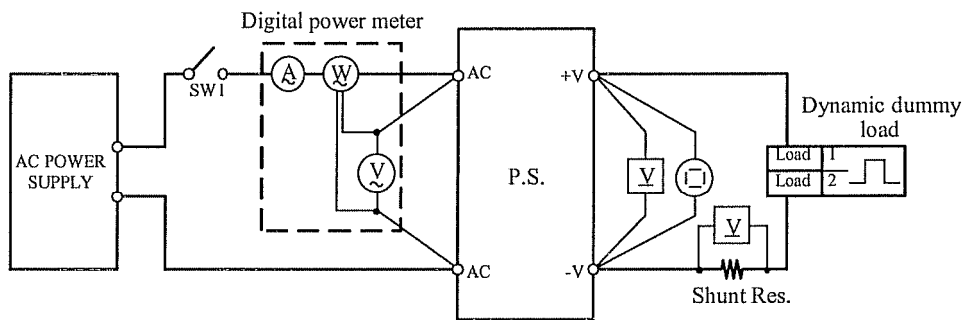 Digital power meter
SW1
A
W
AC
+V
Dynamic dummy
load
AC POWER
SUPPLY
V
P.S.
V
Load 1
Load 2
V
AC
-V
Shunt Res.